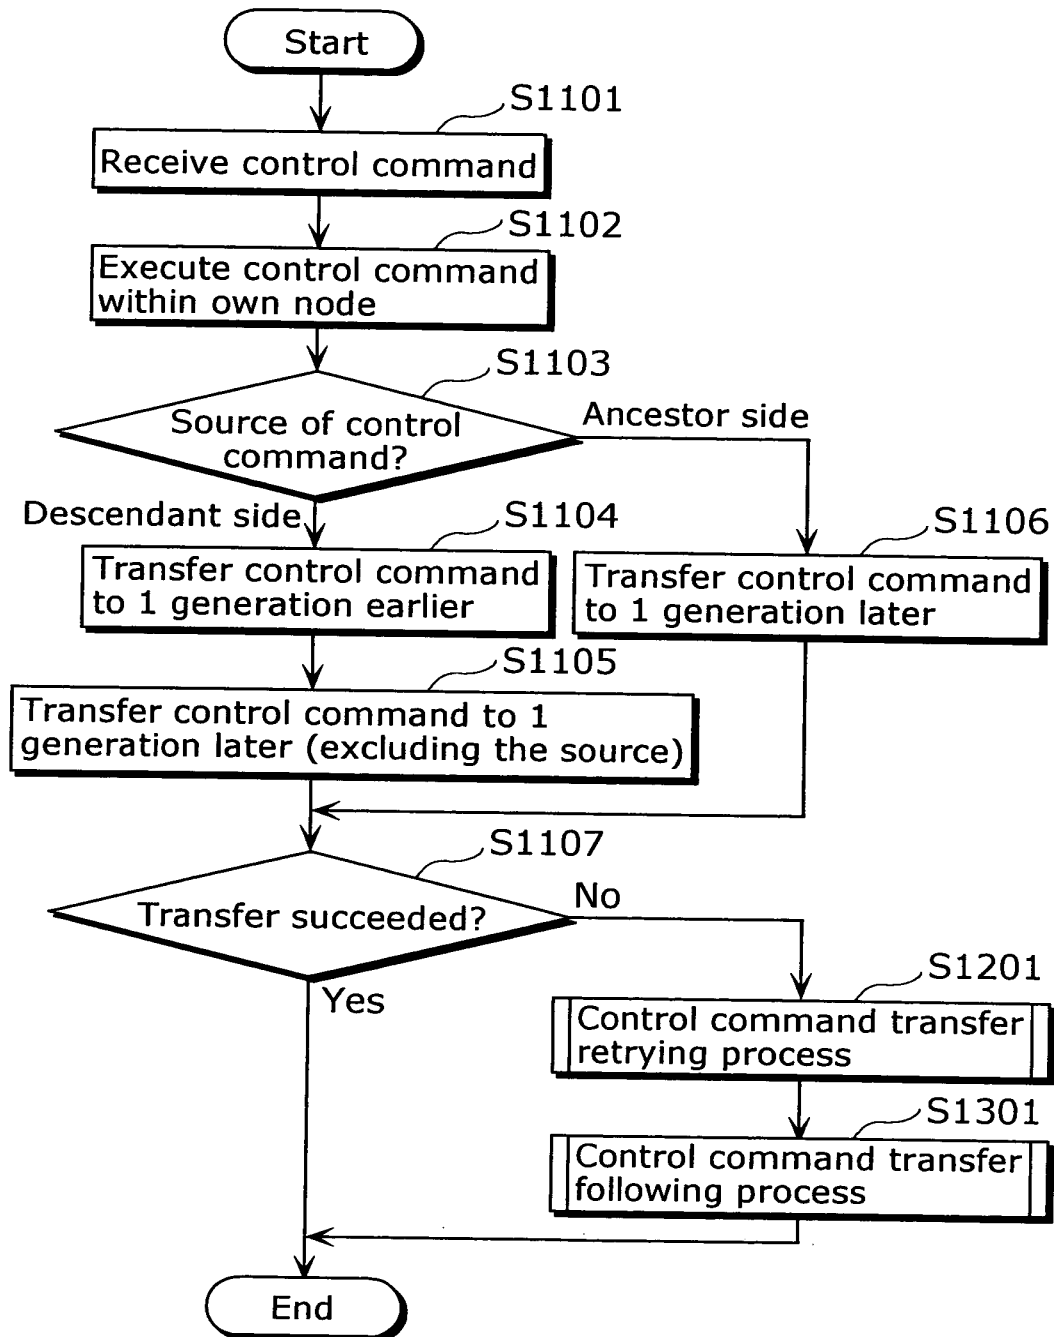 Start
S1101
Receive control command
S1102
Execute control command
within own node
S1103
Source of control
command?
Ancestor side
Descendant side
S1104
Transfer control command
to 1 generation earlier
S1106
Transfer control command
to 1 generation later
S1105
Transfer control command to 1
generation later (excluding the source)
S1107
Transfer succeeded?
No
Yes
S1201
Control command transfer
retrying process
S1301
Control command transfer
following process
End